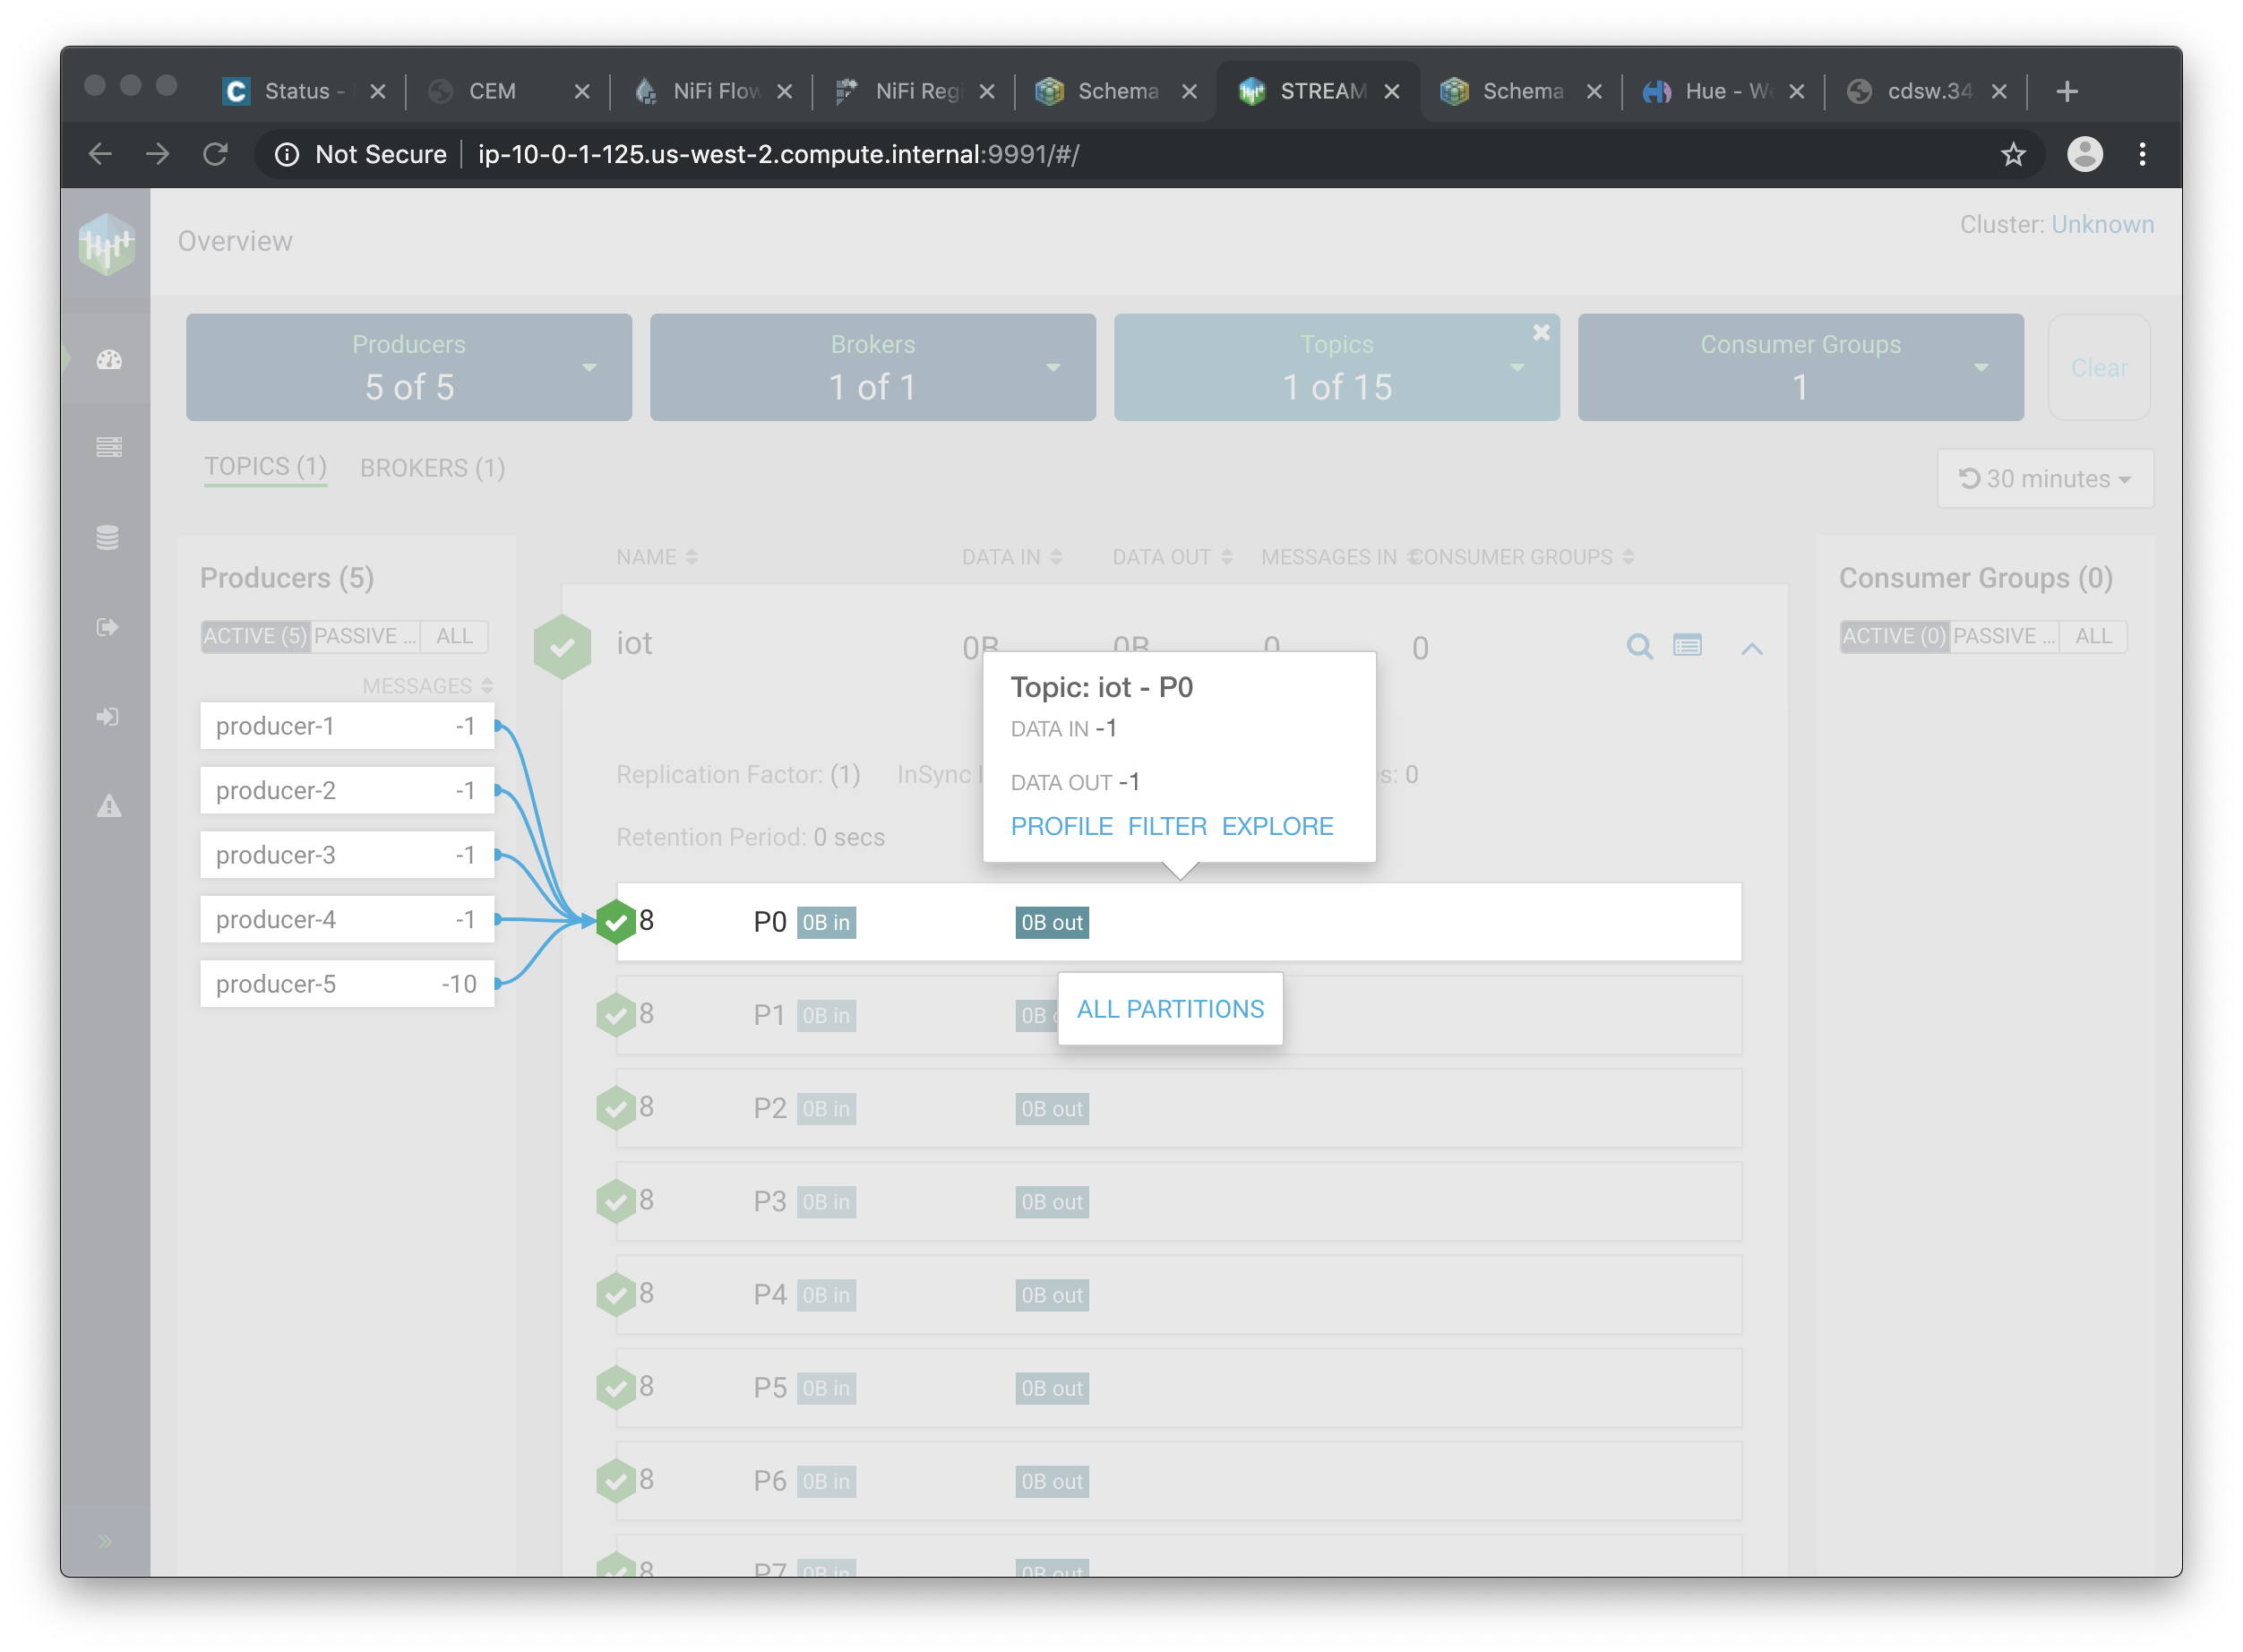 Status -
CEM
NiFi Flow
NiFi Regi
Schema
STREAM
Schema
Hue - W
cdsw.34
Not Secure
ip-10-0-1-125.us-west-2.compute.internal:9991/#/
Overview
Cluster: Unknown
Producers
5 of 5
Brokers
1 of 1
Topics
1 of 15
Consumer Groups
1
Clear
TOPICS (1)
BROKERS (1)
30 minutes
Producers (5)
ACTIVE (5) PASSIVE ... ALL
MESSAGES
producer-1 -1
producer-2 -1
producer-3 -1
producer-4 -1
producer-5 -10
NAME DATA IN DATA OUT MESSAGES IN CONSUMER GROUPS
iot 0B 0B 0 0
Topic: iot - P0
DATA IN -1
DATA OUT -1
PROFILE FILTER EXPLORE
Replication Factor: (1) InSync s: 0
Retention Period: 0 secs
8 P0 0B in 0B out
ALL PARTITIONS
8 P1 0B in 0B
8 P2 0B in 0B out
8 P3 0B in 0B out
8 P4 0B in 0B out
8 P5 0B in 0B out
8 P6 0B in 0B out
8 P7 0B in 0B out
Consumer Groups (0)
ACTIVE (0) PASSIVE ... ALL